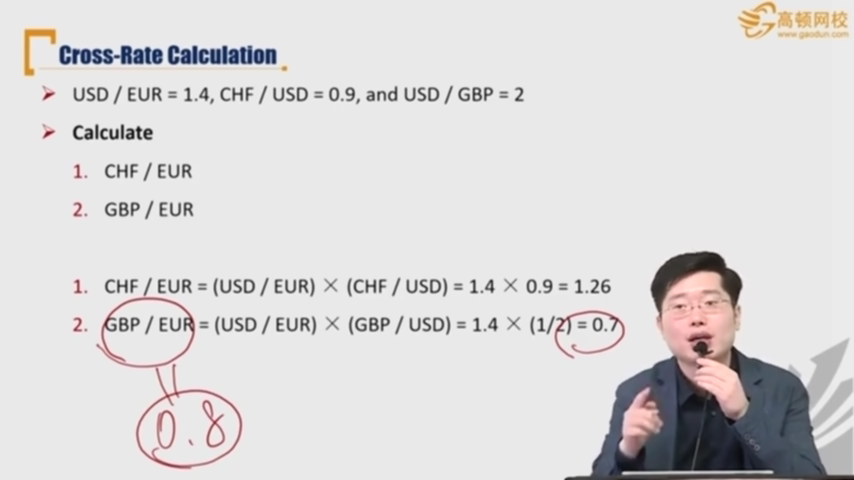 高顿网校
www.gaodun.com
Cross-Rate Calculation
➤ USD / EUR = 1.4, CHF / USD = 0.9, and USD / GBP = 2
➤ Calculate
1. CHF / EUR
2. GBP / EUR
1. CHF / EUR = (USD / EUR) × (CHF / USD) = 1.4 × 0.9 = 1.26
2. GBP / EUR = (USD / EUR) × (GBP / USD) = 1.4 × (1/2) = 0.7
0.8